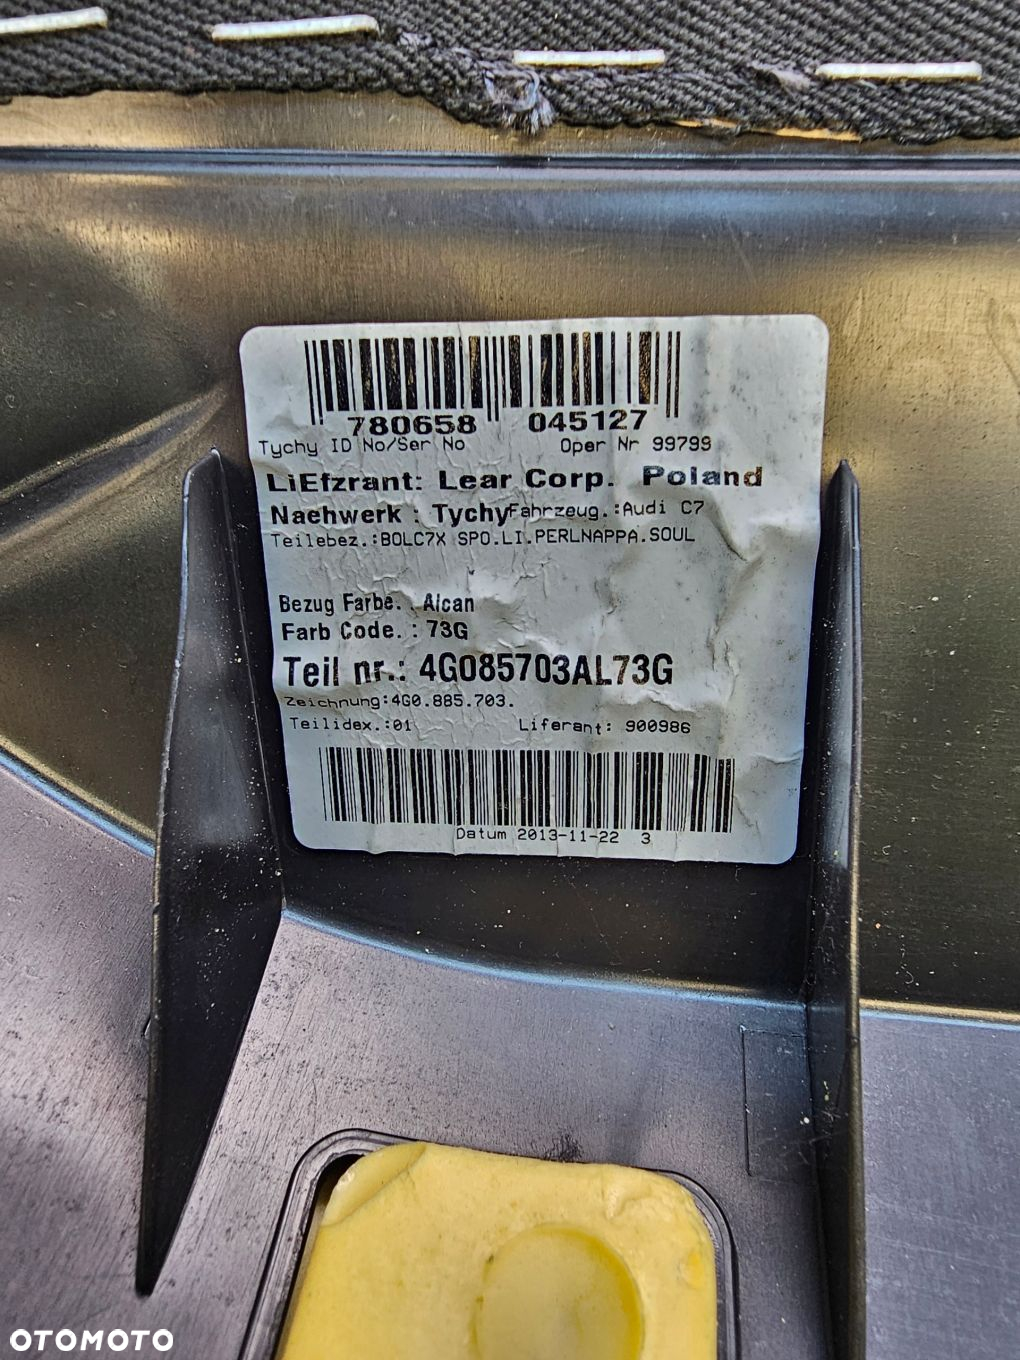 780658 045127
Tychy ID No/Ser No Oper Nr 99799
LiEfzrant: Lear Corp. Poland
Naehwerk : Tychy Fahrzeug.:Audi C7
Teilebez.:BOLC7X SPO.LI.PERLNAPPA.SOUL
Bezug Farbe. : Alcan
Farb Code. : 73G
Teil nr.: 4G085703AL73G
Zeichnung:4G0.885.703.
Teilidex.:01 Liferant: 900986
Datum 2013-11-22 3
OTOMOTO